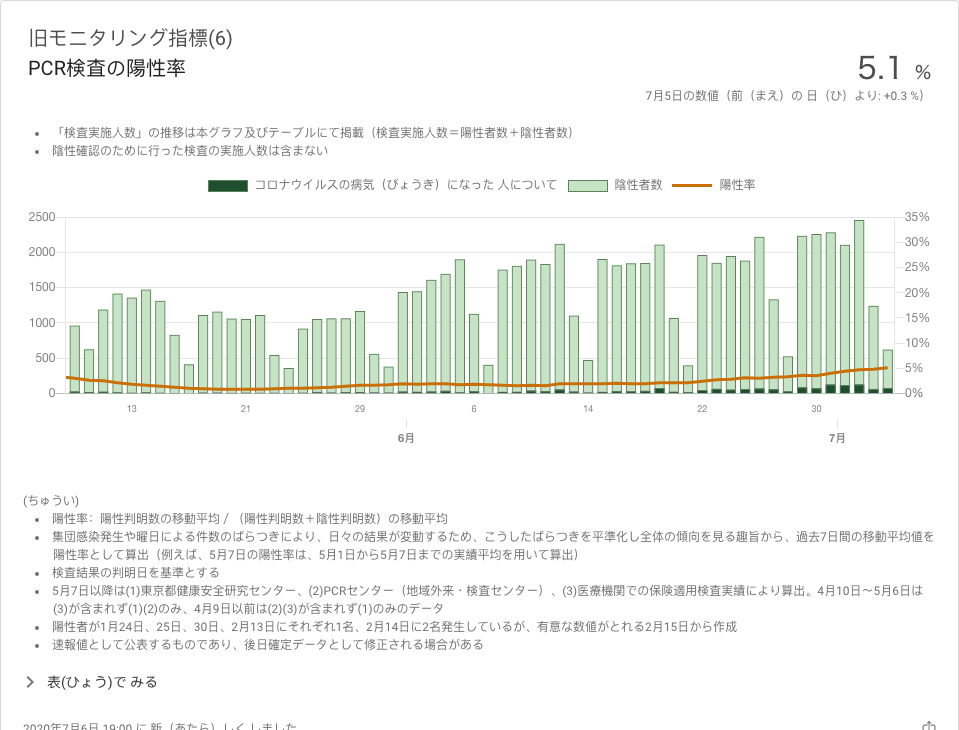 旧モニタリング指標(6)
PCR検査の陽性率
5.1 %
7月5日の数値（前（まえ）の 日（ひ）より: +0.3 %）
「検査実施人数」の推移は本グラフ及びテーブルにて掲載（検査実施人数＝陽性者数＋陰性者数）
陰性確認のために行った検査の実施人数は含まない
コロナウイルスの病気（びょうき）になった 人について 陰性者数 陽性率
2500 35%
30%
2000
25%
1500 20%
15%
1000
10%
500
5%
0 0%
13 21 29 6 14 22 30
6月 7月
(ちゅうい)
陽性率：陽性判明数の移動平均 / （陽性判明数＋陰性判明数）の移動平均
集団感染発生や曜日による件数のばらつきにより、日々の結果が変動するため、こうしたばらつきを平準化し全体の傾向を見る趣旨から、過去7日間の移動平均値を
陽性率として算出（例えば、5月7日の陽性率は、5月1日から5月7日までの実績平均を用いて算出）
検査結果の判明日を基準とする
5月7日以降は(1)東京都健康安全研究センター、(2)PCRセンター（地域外来・検査センター）、(3)医療機関での保険適用検査実績により算出。4月10日～5月6日は
(3)が含まれず(1)(2)のみ、4月9日以前は(2)(3)が含まれず(1)のみのデータ
陽性者が1月24日、25日、30日、2月13日にそれぞれ1名、2月14日に2名発生しているが、有意な数値がとれる2月15日から作成
速報値として公表するものであり、後日確定データとして修正される場合がある
表(ひょう)で みる
2020年7月6日 19:00 に 新（あたら）しく しました